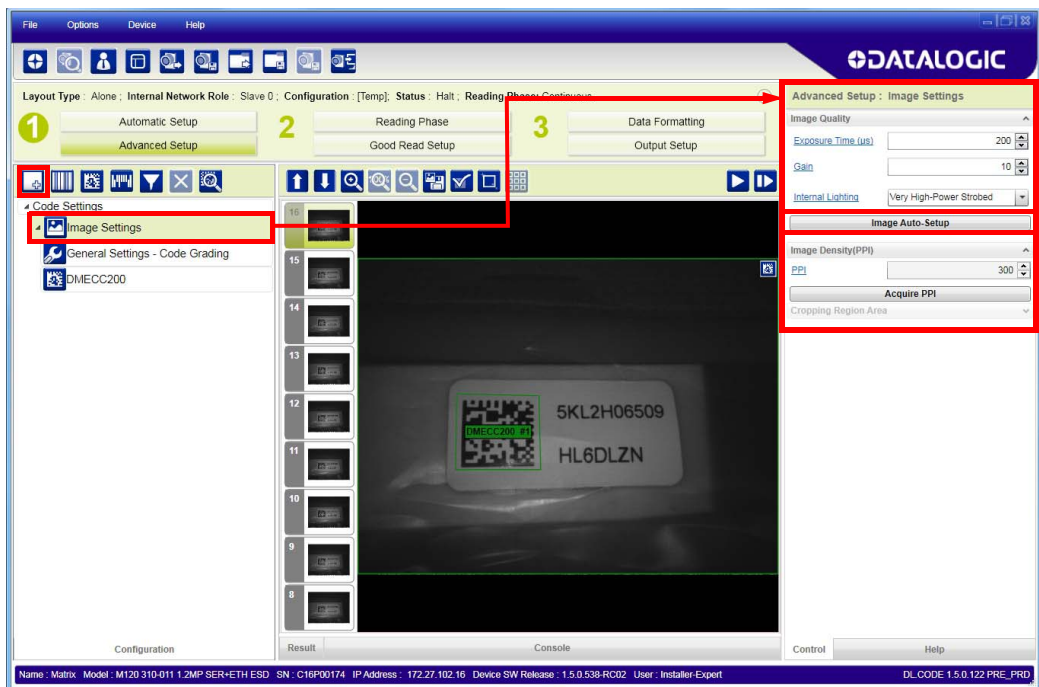 File Options Device Help
DATALOGIC
Layout Type : Alone ; Internal Network Role : Slave 0 ; Configuration : [Temp]; Status : Halt ; Reading Phase: Continuous
1 Automatic Setup
Advanced Setup
2 Reading Phase
Good Read Setup
3 Data Formatting
Output Setup
Code Settings
Image Settings
General Settings - Code Grading
DMECC200
Configuration
16
15
14
13
12
11
10
9
8
5KL2H06509
DMECC200 #1
HL6DLZN
Result Console
Advanced Setup : Image Settings
Image Quality
Exposure Time (us) 200
Gain 10
Internal Lighting Very High-Power Strobed
Image Auto-Setup
Image Density(PPI)
PPI 300
Acquire PPI
Cropping Region Area
Control Help
Name : Matrix Model : M120 310-011 1.2MP SER+ETH ESD SN : C16P00174 IP Address : 172.27.102.16 Device SW Release : 1.5.0.538-RC02 User : Installer-Expert DL.CODE 1.5.0.122 PRE_PRD